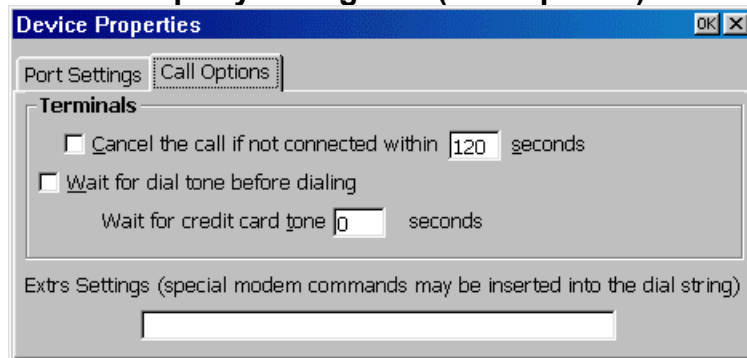 Device Properties OK X
Port Settings Call Options
Terminals
Cancel the call if not connected within 120 seconds
Wait for dial tone before dialing
Wait for credit card tone 0 seconds
Extrs Settings (special modem commands may be inserted into the dial string)